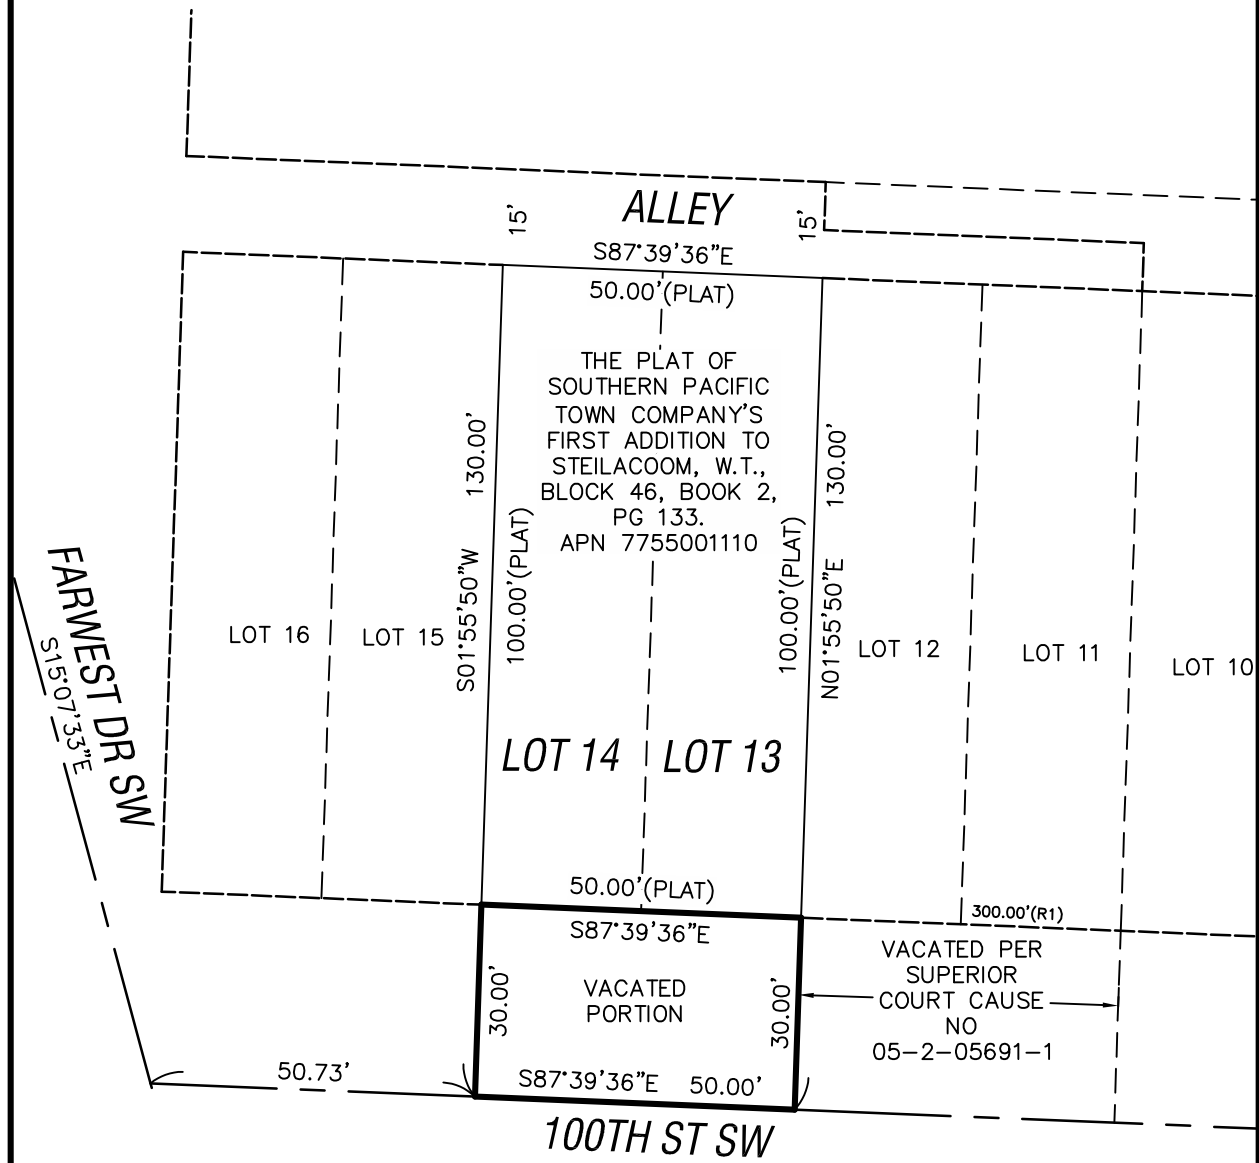 ALLEY
15'
15'
S87°39'36"E
50.00'(PLAT)
THE PLAT OF
SOUTHERN PACIFIC
TOWN COMPANY'S
FIRST ADDITION TO
STEILACOOM, W.T.,
BLOCK 46, BOOK 2,
PG 133.
APN 7755001110
130.00'
S01°55'50"W
100.00'(PLAT)
100.00'(PLAT)
130.00'
N01°55'50"E
FARWEST DR SW
S15°07'33"E
LOT 16
LOT 15
LOT 12
LOT 11
LOT 10
LOT 14
LOT 13
50.00'(PLAT)
300.00'(R1)
S87°39'36"E
VACATED
PORTION
30.00'
30.00'
VACATED PER
SUPERIOR
COURT CAUSE
NO
05-2-05691-1
50.73'
S87°39'36"E 50.00'
100TH ST SW